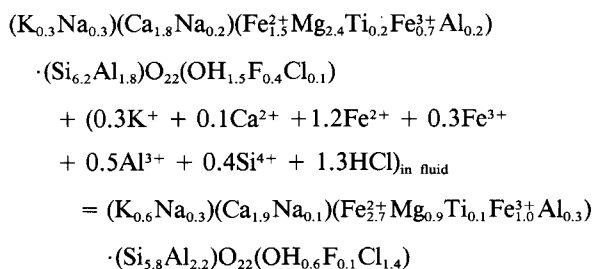 (K₀.₃Na₀.₃)(Ca₁.₈Na₀.₂)(Fe²⁺₁.₅Mg₂.₄Ti₀.₂Fe³⁺₀.₇Al₀.₂)
·(Si₆.₂Al₁.₈)O₂₂(OH₁.₅F₀.₄Cl₀.₁)
+ (0.3K⁺ + 0.1Ca²⁺ +1.2Fe²⁺ + 0.3Fe³⁺
+ 0.5Al³⁺ + 0.4Si⁴⁺ + 1.3HCl)in fluid
= (K₀.₆Na₀.₃)(Ca₁.₉Na₀.₁)(Fe²⁺₂.₇Mg₀.₉Ti₀.₁Fe³⁺₁.₀Al₀.₃)
·(Si₅.₈Al₂.₂)O₂₂(OH₀.₆F₀.₁Cl₁.₄)